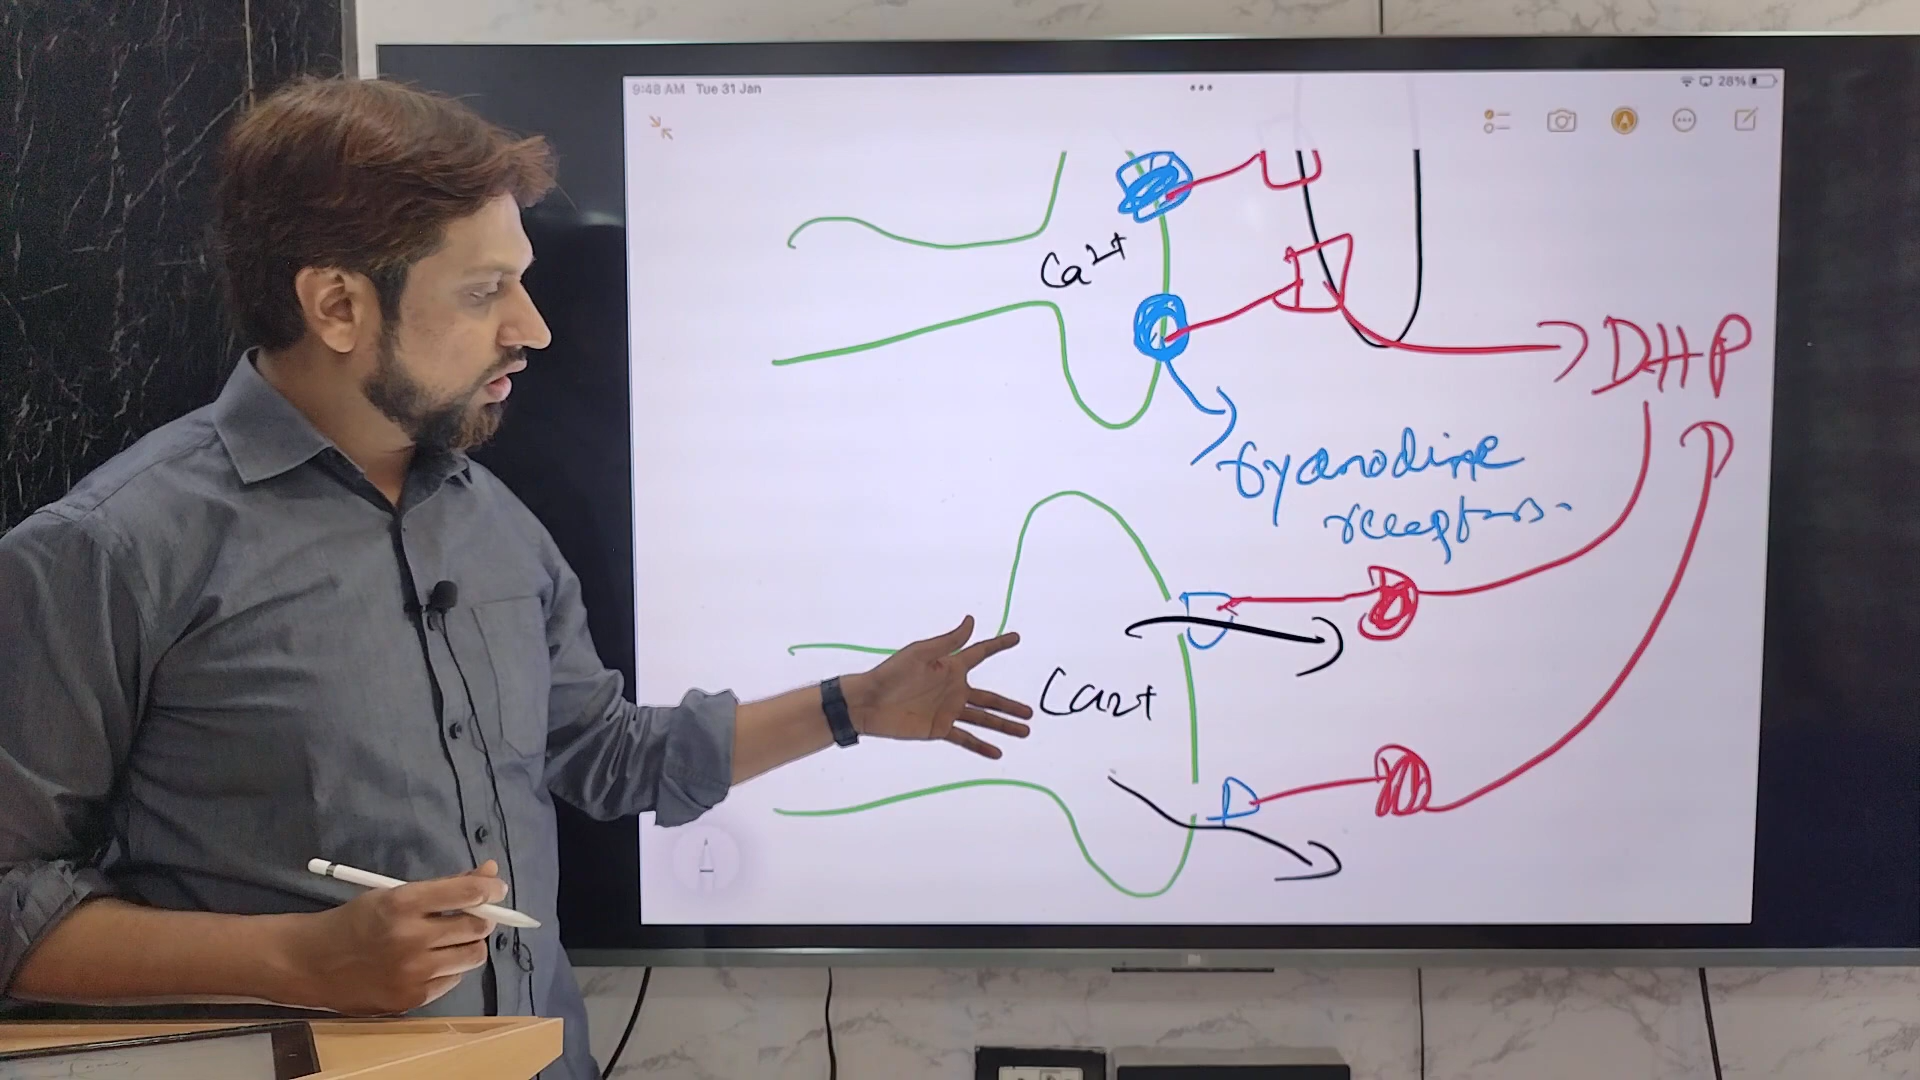 9:48 AM Tue 31 Jan
28%
Ca2+
DHP
ryanodine
receptors.
Ca2+